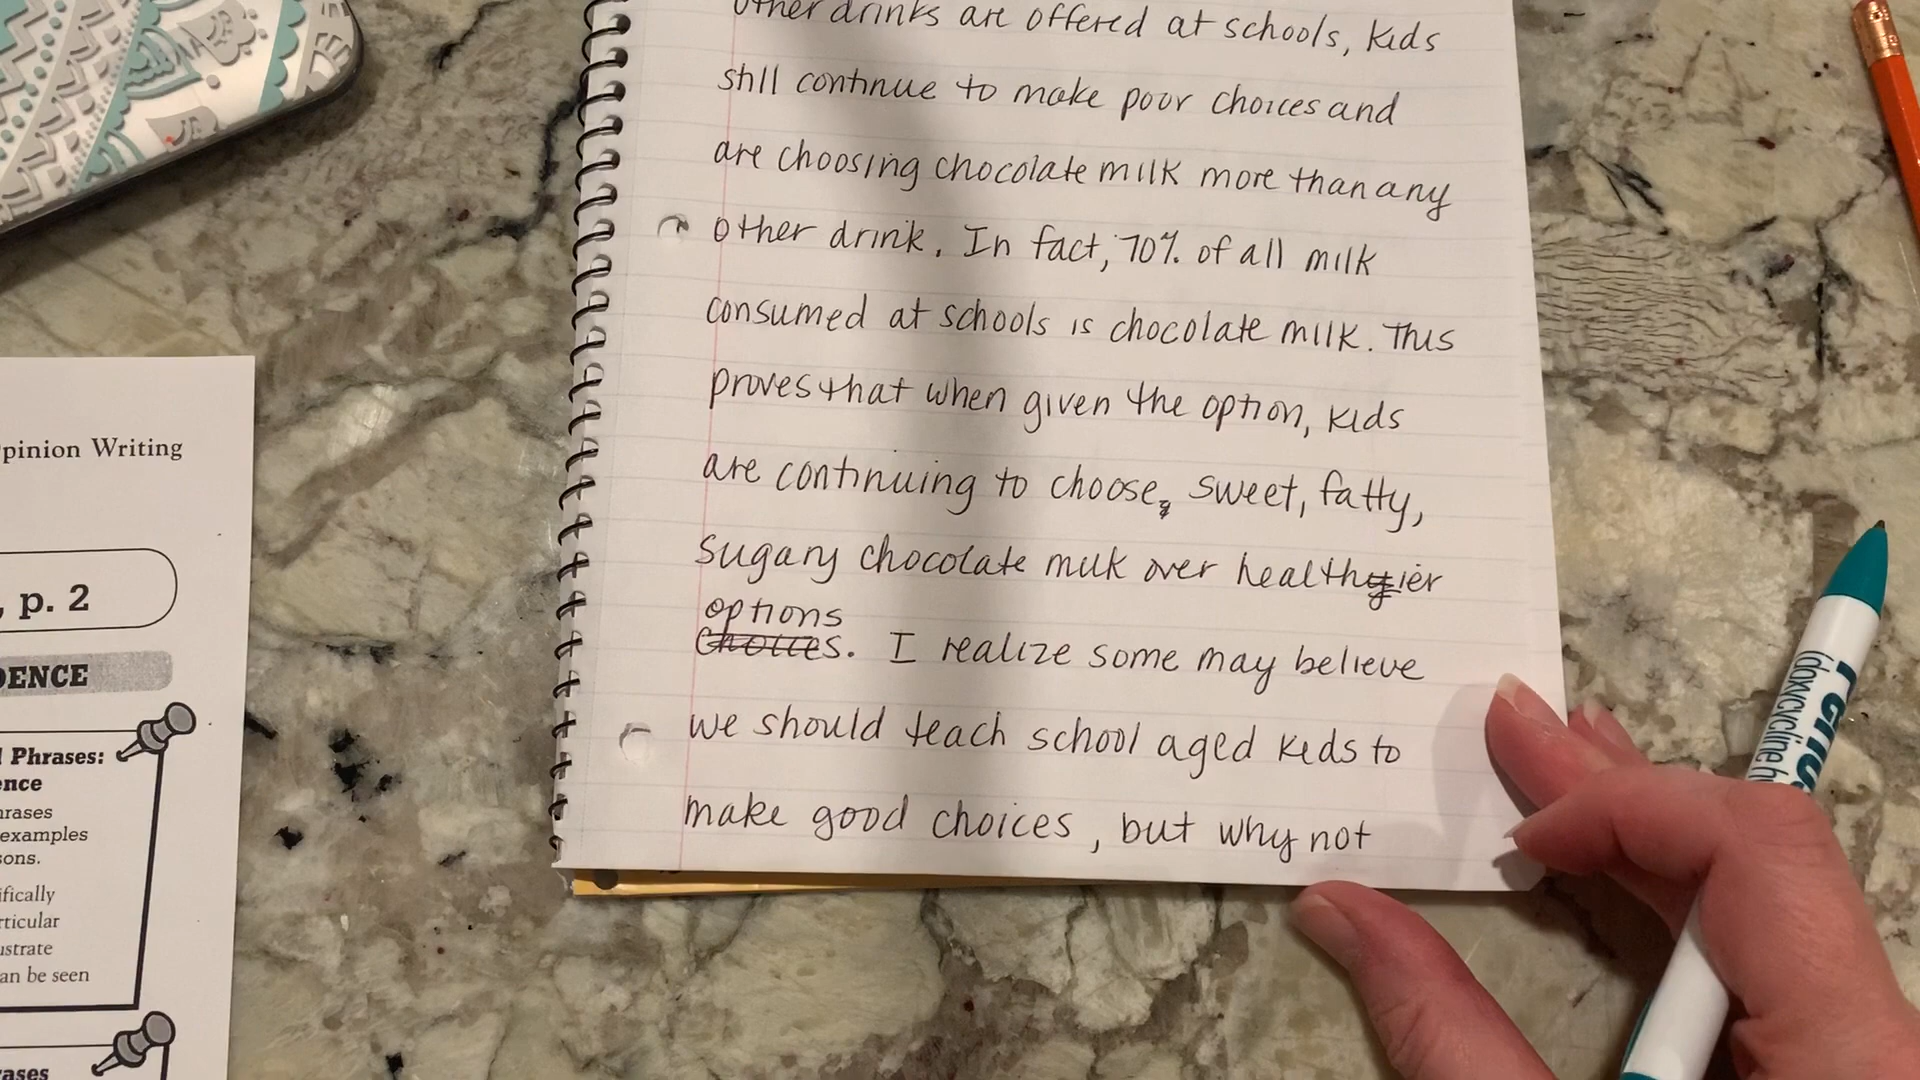 other drinks are offered at schools, kids
still continue to make poor choices and
are choosing chocolate milk more than any
other drink. In fact, 70% of all milk
consumed at schools is chocolate milk. This
proves that when given the option, kids
are continuing to choose, sweet, fatty,
sugary chocolate milk over healthyier
options
choices. I realize some may believe
we should teach school aged kids to
make good choices, but why not
pinion Writing
, p. 2
DENCE
Phrases:
ence
hrases
examples
sons.
ifically
rticular
ustrate
an be seen
ases
(doxycycline h